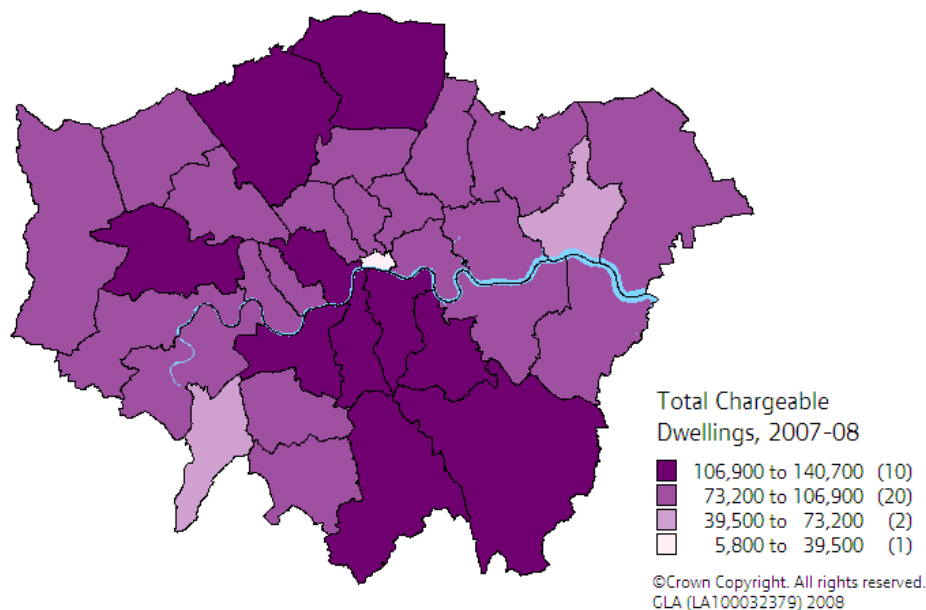 Total Chargeable
Dwellings, 2007-08
106,900 to 140,700 (10)
73,200 to 106,900 (20)
39,500 to 73,200 (2)
5,800 to 39,500 (1)
©Crown Copyright. All rights reserved.
GLA (LA100032379) 2008